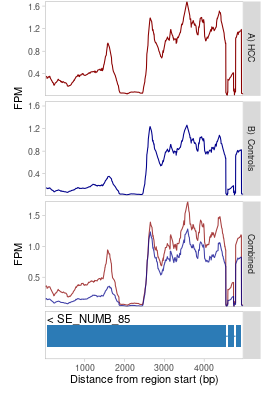 1.6
1.2
0.8
0.4
FPM
A) HCC
1.6
1.2
0.8
0.4
B) Controls
1.5
1.0
0.5
FPM
Combined
< SE_NUMB_85
1000 2000 3000 4000
Distance from region start (bp)